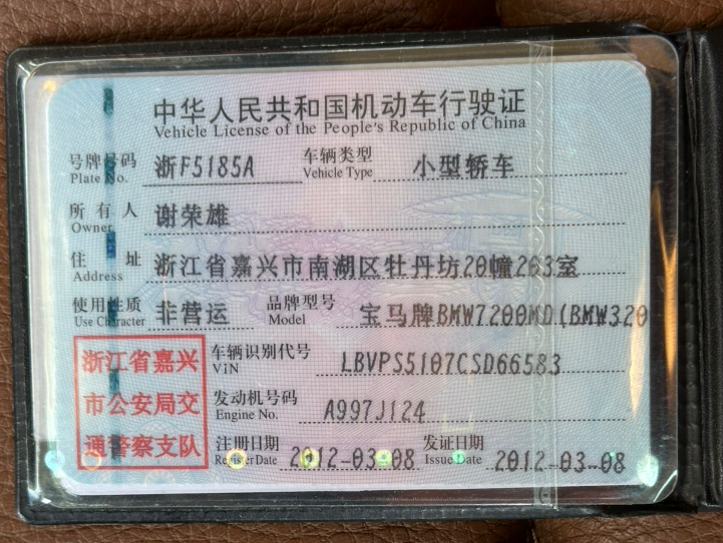 中华人民共和国机动车行驶证
Vehicle License of the People's Republic of China
号牌号码 浙F5185A 车辆类型 小型轿车
Plate No. Vehicle Type
所有人 谢荣雄
Owner
住址 浙江省嘉兴市南湖区牡丹坊20幢203室
Address
使用性质 非营运 品牌型号 宝马牌BMW7200MD(BMW320
Use Character Model
浙江省嘉兴
市公安局交
通警察支队
车辆识别代号 LBVPS5107CSD66583
VIN
发动机号码 A997J124
Engine No.
注册日期 2012-03-08 发证日期 2012-03-08
Register Date Issue Date